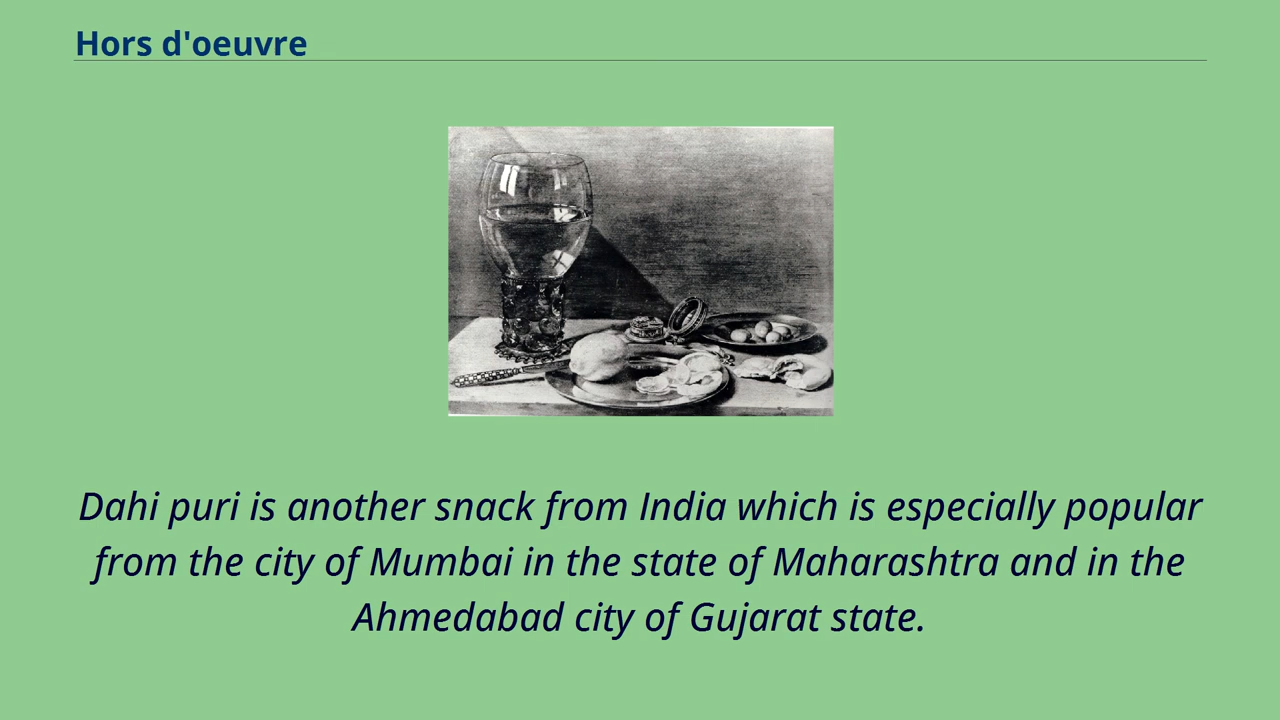 Hors d'oeuvre
Dahi puri is another snack from India which is especially popular
from the city of Mumbai in the state of Maharashtra and in the
Ahmedabad city of Gujarat state.